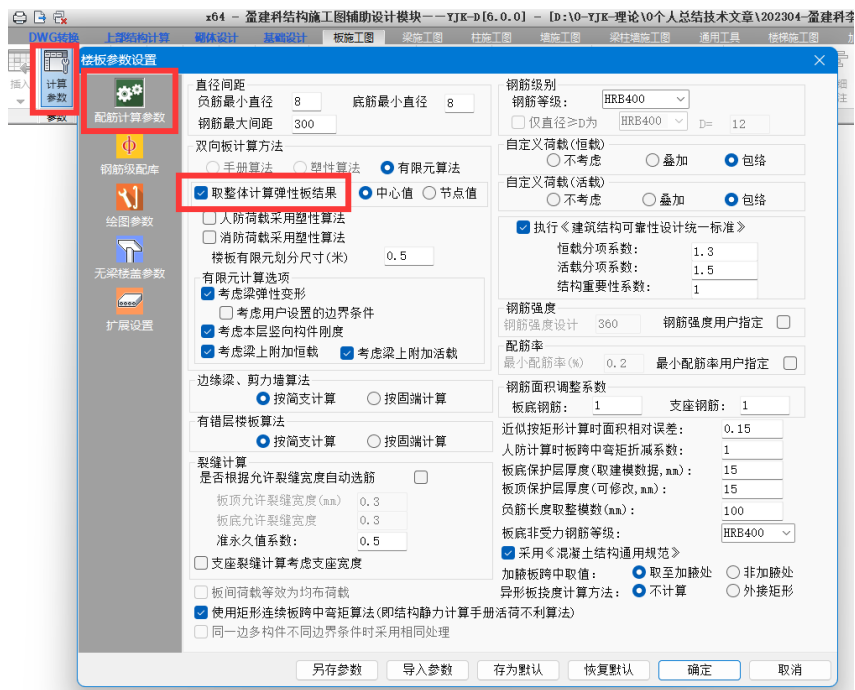 x64 - 盈建科结构施工图辅助设计模块——YJK-D[6.0.0] - [D:\0-YJK-理论\0个人总结技术文章\202304-盈建科李
DWG转换 上部结构计算 砌体设计 基础设计 板施工图 梁施工图 柱施工图 墙施工图 梁柱墙施工图 通用工具 楼梯施工图
插入
计算
参数
参数
楼板参数设置
配筋计算参数
钢筋级配库
绘图参数
无梁楼盖参数
扩展设置
直径间距
负筋最小直径 8 底筋最小直径 8
钢筋最大间距 300
双向板计算方法
手册算法 塑性算法 有限元算法
取整体计算弹性板结果 中心值 节点值
人防荷载采用塑性算法
消防荷载采用塑性算法
楼板有限元划分尺寸(米) 0.5
有限元计算选项
考虑梁弹性变形
考虑用户设置的边界条件
考虑本层竖向构件刚度
考虑梁上附加恒载 考虑梁上附加活载
边缘梁、剪力墙算法
按简支计算 按固端计算
有错层楼板算法
按简支计算 按固端计算
裂缝计算
是否根据允许裂缝宽度自动选筋
板顶允许裂缝宽度(mm) 0.3
板底允许裂缝宽度 0.3
准永久值系数: 0.5
支座裂缝计算考虑支座宽度
板间荷载等效为均布荷载
使用矩形连续板跨中弯矩算法(即结构静力计算手册活荷不利算法)
同一边多构件不同边界条件时采用相同处理
钢筋级别
钢筋等级: HRB400
仅直径≥D为 HRB400 D= 12
自定义荷载(恒载)
不考虑 叠加 包络
自定义荷载(活载)
不考虑 叠加 包络
执行《建筑结构可靠性设计统一标准》
恒载分项系数: 1.3
活载分项系数: 1.5
结构重要性系数: 1
钢筋强度
钢筋强度设计 360 钢筋强度用户指定
配筋率
最小配筋率(%) 0.2 最小配筋率用户指定
钢筋面积调整系数
板底钢筋: 1 支座钢筋: 1
近似按矩形计算时面积相对误差: 0.15
人防计算时板跨中弯矩折减系数: 1
板底保护层厚度(取建模数据,mm): 15
板顶保护层厚度(可修改,mm): 15
负筋长度取整模数(mm): 100
板底非受力钢筋等级: HRB400
采用《混凝土结构通用规范》
加腋板跨中取值: 取至加腋处 非加腋处
异形板挠度计算方法: 不计算 外接矩形
另存参数 导入参数 存为默认 恢复默认 确定 取消